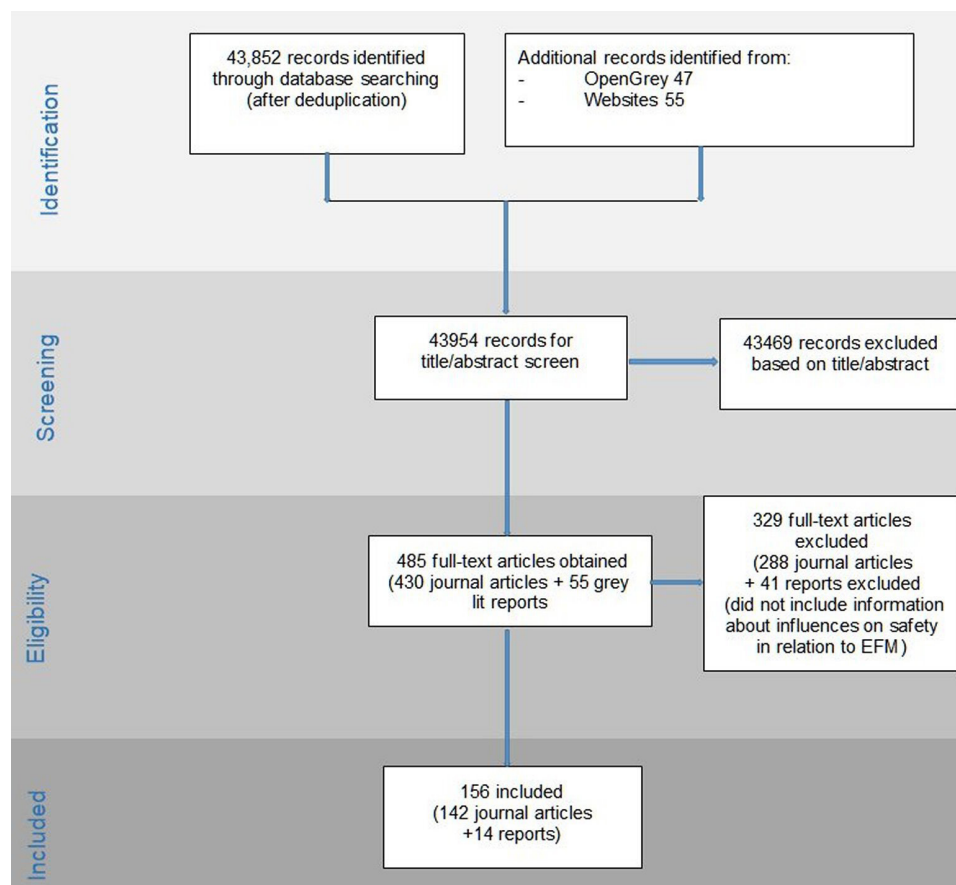 Identification
43,852 records identified
through database searching
(after deduplication)
Additional records identified from:
- OpenGrey 47
- Websites 55
Screening
43954 records for
title/abstract screen
43469 records excluded
based on title/abstract
Eligibility
485 full-text articles obtained
(430 journal articles + 55 grey
lit reports
329 full-text articles
excluded
(288 journal articles
+ 41 reports excluded
(did not include information
about influences on safety
in relation to EFM)
Included
156 included
(142 journal articles
+14 reports)